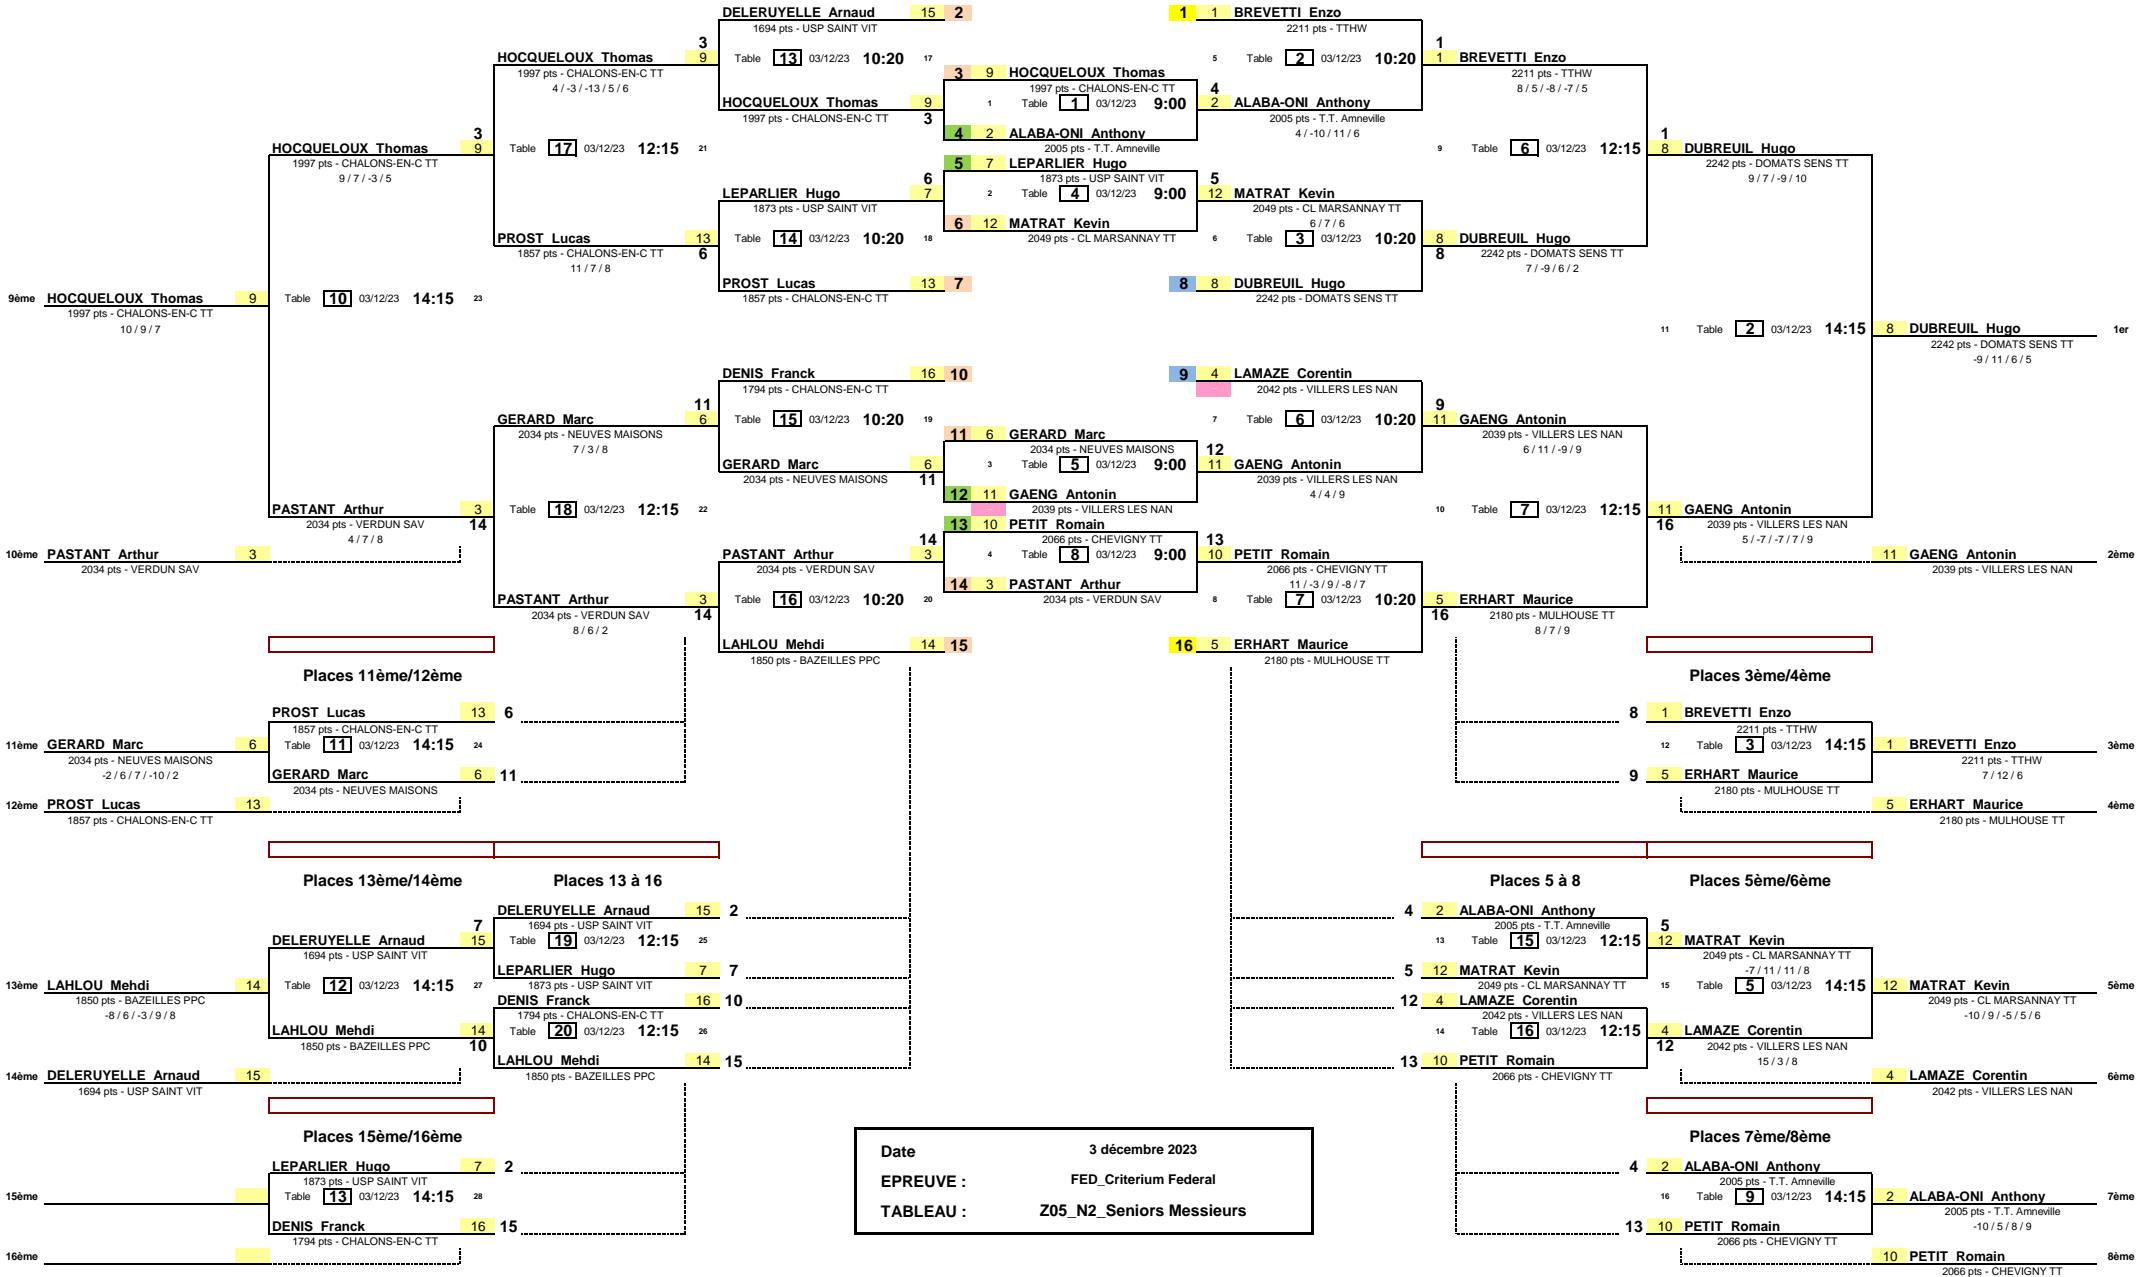 DELERUYELLE Arnaud 15 2
1694 pts - USP SAINT VIT
3
HOCQUELOUX Thomas 9
1997 pts - CHALONS-EN-C TT
4 / -3 / -13 / 5 / 6
Table 13 03/12/23 10:20 17
HOCQUELOUX Thomas 9
1997 pts - CHALONS-EN-C TT
3
3
HOCQUELOUX Thomas 9
1997 pts - CHALONS-EN-C TT
9 / 7 / -3 / 5
Table 17 03/12/23 12:15 21
6
LEPARLIER Hugo 7
1873 pts - USP SAINT VIT
PROST Lucas 13
1857 pts - CHALONS-EN-C TT
6
11 / 7 / 8
Table 14 03/12/23 10:20 18
PROST Lucas 13 7
1857 pts - CHALONS-EN-C TT
9ème HOCQUELOUX Thomas 9
1997 pts - CHALONS-EN-C TT
10 / 9 / 7
Table 10 03/12/23 14:15 23
DENIS Franck 16 10
1794 pts - CHALONS-EN-C TT
11
GERARD Marc 6
2034 pts - NEUVES MAISONS
7 / 3 / 8
Table 15 03/12/23 10:20 19
GERARD Marc 6
2034 pts - NEUVES MAISONS
11
PASTANT Arthur 3
2034 pts - VERDUN SAV
14
4 / 7 / 8
Table 18 03/12/23 12:15 22
10ème PASTANT Arthur 3
2034 pts - VERDUN SAV
14
PASTANT Arthur 3
2034 pts - VERDUN SAV
PASTANT Arthur 3
2034 pts - VERDUN SAV
14
8 / 6 / 2
Table 16 03/12/23 10:20 20
LAHLOU Mehdi 14 15
1850 pts - BAZEILLES PPC
3 9 HOCQUELOUX Thomas
1997 pts - CHALONS-EN-C TT
1 Table 1 03/12/23 9:00
4 2 ALABA-ONI Anthony
2005 pts - T.T. Amneville
5 7 LEPARLIER Hugo
1873 pts - USP SAINT VIT
2 Table 4 03/12/23 9:00
6 12 MATRAT Kevin
2049 pts - CL MARSANNAY TT
11 6 GERARD Marc
2034 pts - NEUVES MAISONS
3 Table 5 03/12/23 9:00
12 11 GAENG Antonin
2039 pts - VILLERS LES NAN
13 10 PETIT Romain
2066 pts - CHEVIGNY TT
4 Table 8 03/12/23 9:00
14 3 PASTANT Arthur
2034 pts - VERDUN SAV
1 1 BREVETTI Enzo
2211 pts - TTHW
5 Table 2 03/12/23 10:20
4
2 ALABA-ONI Anthony
2005 pts - T.T. Amneville
4 / -10 / 11 / 6
5
12 MATRAT Kevin
2049 pts - CL MARSANNAY TT
6 / 7 / 6
6 Table 3 03/12/23 10:20
8 8 DUBREUIL Hugo
2242 pts - DOMATS SENS TT
9 4 LAMAZE Corentin
2042 pts - VILLERS LES NAN
7 Table 6 03/12/23 10:20
12
11 GAENG Antonin
2039 pts - VILLERS LES NAN
4 / 4 / 9
13
10 PETIT Romain
2066 pts - CHEVIGNY TT
11 / -3 / 9 / -8 / 7
8 Table 7 03/12/23 10:20
16 5 ERHART Maurice
2180 pts - MULHOUSE TT
1
1 BREVETTI Enzo
2211 pts - TTHW
8 / 5 / -8 / -7 / 5
9 Table 6 03/12/23 12:15
8 DUBREUIL Hugo
8
2242 pts - DOMATS SENS TT
7 / -9 / 6 / 2
9
11 GAENG Antonin
2039 pts - VILLERS LES NAN
6 / 11 / -9 / 9
10 Table 7 03/12/23 12:15
5 ERHART Maurice
16
2180 pts - MULHOUSE TT
8 / 7 / 9
1
8 DUBREUIL Hugo
2242 pts - DOMATS SENS TT
9 / 7 / -9 / 10
11 Table 2 03/12/23 14:15
11 GAENG Antonin
16
2039 pts - VILLERS LES NAN
5 / -7 / -7 / 7 / 9
8 DUBREUIL Hugo 1er
2242 pts - DOMATS SENS TT
-9 / 11 / 6 / 5
11 GAENG Antonin 2ème
2039 pts - VILLERS LES NAN
Places 11ème/12ème
PROST Lucas 13 6
1857 pts - CHALONS-EN-C TT
11ème GERARD Marc 6
2034 pts - NEUVES MAISONS
-2 / 6 / 7 / -10 / 2
Table 11 03/12/23 14:15 24
GERARD Marc 6 11
2034 pts - NEUVES MAISONS
12ème PROST Lucas 13
1857 pts - CHALONS-EN-C TT
Places 3ème/4ème
8 1 BREVETTI Enzo
2211 pts - TTHW
12 Table 3 03/12/23 14:15
9 5 ERHART Maurice
2180 pts - MULHOUSE TT
1 BREVETTI Enzo 3ème
2211 pts - TTHW
7 / 12 / 6
5 ERHART Maurice 4ème
2180 pts - MULHOUSE TT
Places 13ème/14ème
Places 13 à 16
DELERUYELLE Arnaud 15 2
1694 pts - USP SAINT VIT
Table 19 03/12/23 12:15 25
LEPARLIER Hugo 7 7
1873 pts - USP SAINT VIT
DENIS Franck 16 10
1794 pts - CHALONS-EN-C TT
Table 20 03/12/23 12:15 26
LAHLOU Mehdi 14 15
1850 pts - BAZEILLES PPC
7
DELERUYELLE Arnaud 15
1694 pts - USP SAINT VIT
Table 12 03/12/23 14:15 27
LAHLOU Mehdi 14
1850 pts - BAZEILLES PPC
10
13ème LAHLOU Mehdi 14
1850 pts - BAZEILLES PPC
-8 / 6 / -3 / 9 / 8
14ème DELERUYELLE Arnaud 15
1694 pts - USP SAINT VIT
Places 5 à 8
Places 5ème/6ème
4 2 ALABA-ONI Anthony
2005 pts - T.T. Amneville
13 Table 15 03/12/23 12:15
5 12 MATRAT Kevin
2049 pts - CL MARSANNAY TT
12 4 LAMAZE Corentin
2042 pts - VILLERS LES NAN
14 Table 16 03/12/23 12:15
13 10 PETIT Romain
2066 pts - CHEVIGNY TT
5
12 MATRAT Kevin
2049 pts - CL MARSANNAY TT
-7 / 11 / 11 / 8
15 Table 5 03/12/23 14:15
4 LAMAZE Corentin
12
2042 pts - VILLERS LES NAN
15 / 3 / 8
12 MATRAT Kevin 5ème
2049 pts - CL MARSANNAY TT
-10 / 9 / -5 / 5 / 6
4 LAMAZE Corentin 6ème
2042 pts - VILLERS LES NAN
Places 15ème/16ème
LEPARLIER Hugo 7 2
1873 pts - USP SAINT VIT
15ème
Table 13 03/12/23 14:15 28
DENIS Franck 16 15
1794 pts - CHALONS-EN-C TT
16ème
Date 3 décembre 2023
EPREUVE : FED_Criterium Federal
TABLEAU : Z05_N2_Seniors Messieurs
Places 7ème/8ème
4 2 ALABA-ONI Anthony
2005 pts - T.T. Amneville
16 Table 9 03/12/23 14:15
13 10 PETIT Romain
2066 pts - CHEVIGNY TT
2 ALABA-ONI Anthony 7ème
2005 pts - T.T. Amneville
-10 / 5 / 8 / 9
10 PETIT Romain 8ème
2066 pts - CHEVIGNY TT